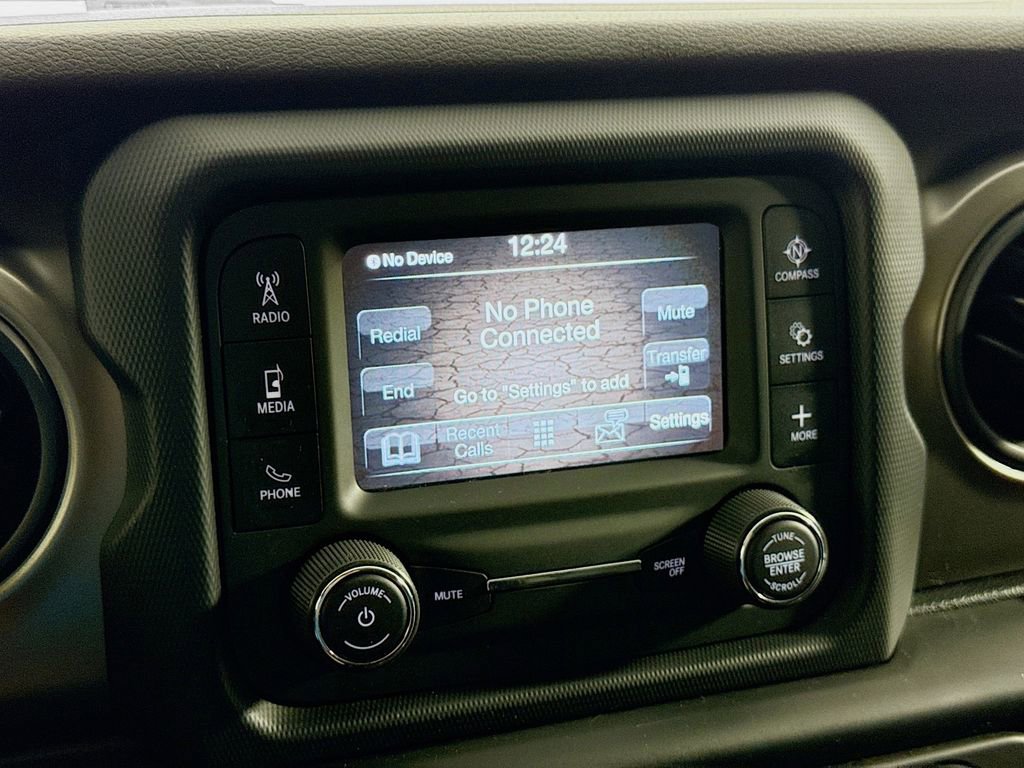 No Device
12:24
No Phone
Connected
Redial
Mute
Transfer
End
Go to "Settings" to add
Recent
Calls
Settings
RADIO
MEDIA
PHONE
N
COMPASS
SETTINGS
MORE
VOLUME
MUTE
SCREEN
OFF
TUNE
BROWSE
ENTER
SCROLL